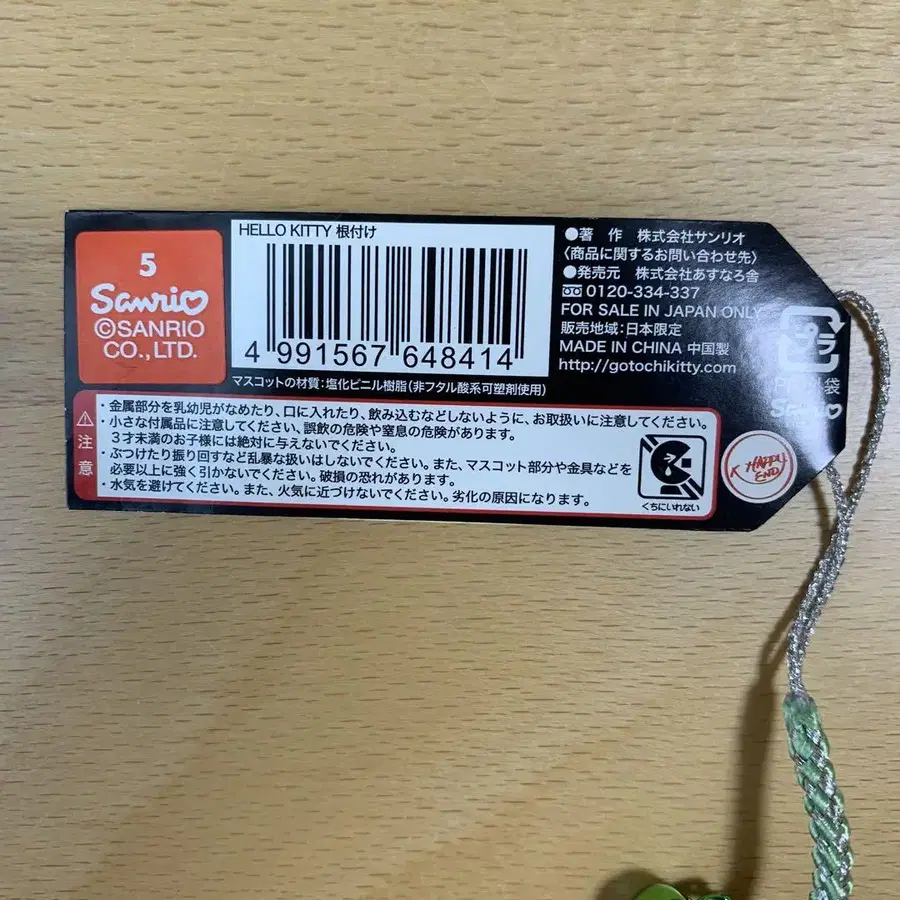 5
Sanrio
©SANRIO
CO.,LTD.
HELLO KITTY 根付け
4 991567 648414
マスコットの材質：塩化ビニル樹脂(非フタル酸系可塑剤使用)
●著　作　株式会社サンリオ
〈商品に関するお問い合わせ先〉
●発売元　株式会社あすなろ舎
0120-334-337
FOR SALE IN JAPAN ONLY
販売地域：日本限定
MADE IN CHINA 中国製
http://gotochikitty.com
プラ
袋
注意
・金属部分を乳幼児がなめたり、口に入れたり、飲み込むなどしないように、お取扱いに注意してください。
・小さな付属品に注意してください。誤飲の危険や窒息の危険があります。
３才未満のお子様には絶対に与えないでください。
・ぶつけたり振り回すなど乱暴な扱いはしないでください。また、マスコット部分や金具などを
必要以上に強く引かないでください。破損の恐れがあります。
・水気を避けてください。また、火気に近づけないでください。劣化の原因になります。
くちにいれない
HAPPY
END